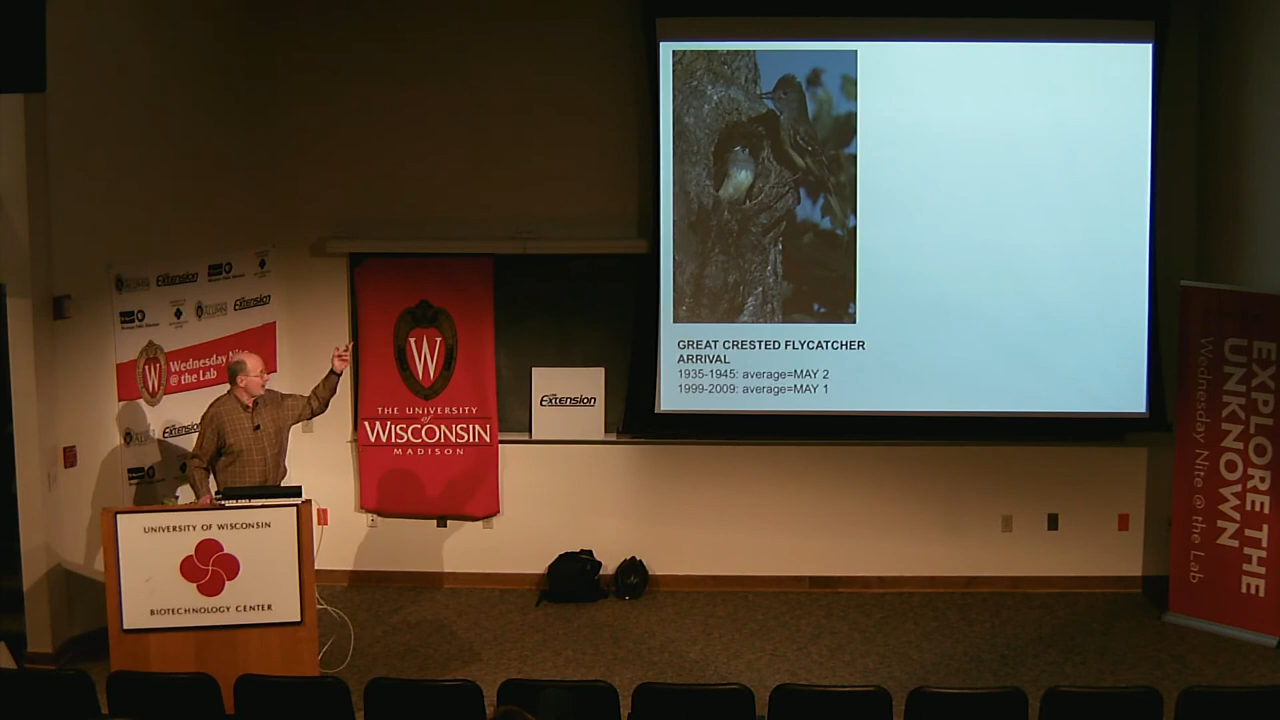 GREAT CRESTED FLYCATCHER
ARRIVAL
1935-1945: average=MAY 2
1999-2009: average=MAY 1
Extension
Extension
Wednesday Nite
@ the Lab
Extension
W
THE UNIVERSITY
of
WISCONSIN
MADISON
Extension
UNIVERSITY OF WISCONSIN
BIOTECHNOLOGY CENTER
EXPLORE THE
UNKNOWN
Wednesday Nite @ the Lab